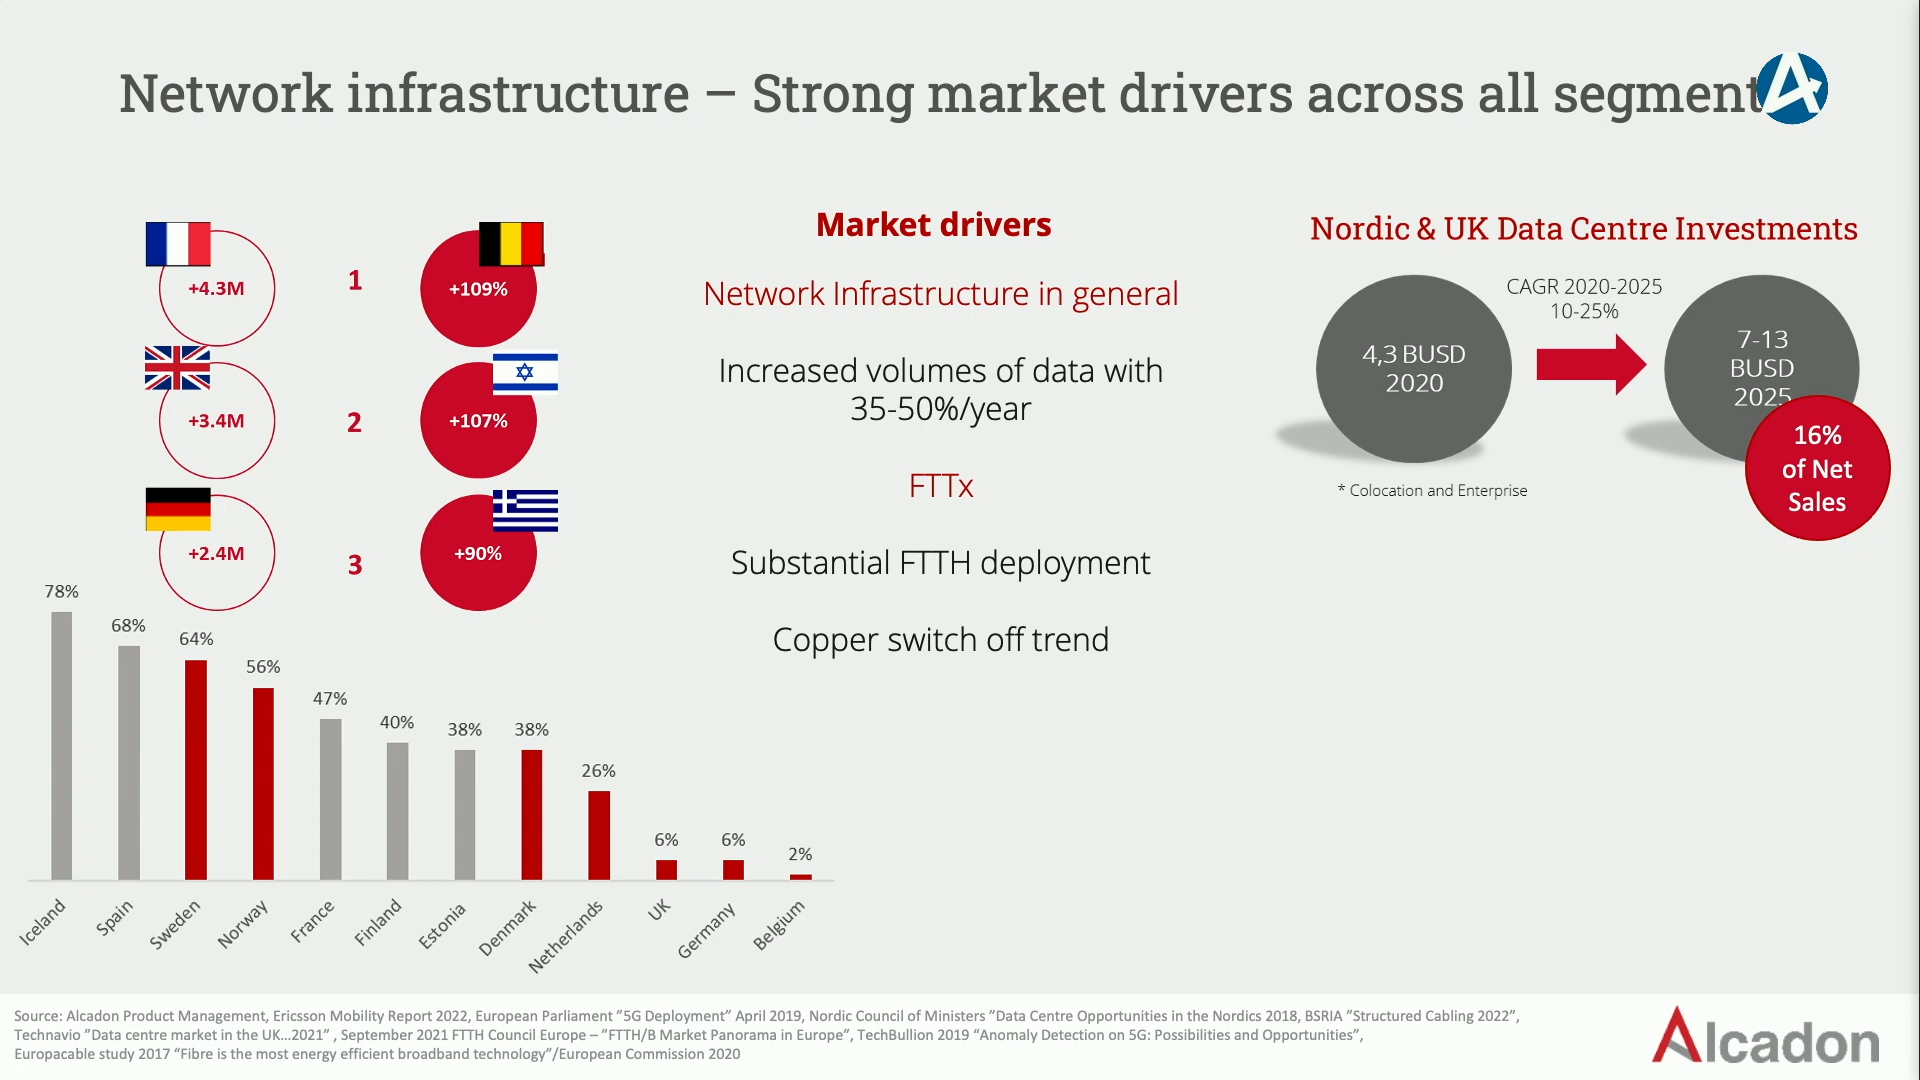 Network infrastructure – Strong market drivers across all segment
+4.3M
1
+109%
+3.4M
2
+107%
+2.4M
3
+90%
78%
68%
64%
56%
47%
40%
38%
38%
26%
6%
6%
2%
Iceland
Spain
Sweden
Norway
France
Finland
Estonia
Denmark
Netherlands
UK
Germany
Belgium
Market drivers
Network Infrastructure in general
Increased volumes of data with
35-50%/year
FTTx
Substantial FTTH deployment
Copper switch off trend
Nordic & UK Data Centre Investments
4,3 BUSD
2020
CAGR 2020-2025
10-25%
7-13
BUSD
2025
16%
of Net
Sales
* Colocation and Enterprise
Source: Alcadon Product Management, Ericsson Mobility Report 2022, European Parliament ”5G Deployment” April 2019, Nordic Council of Ministers ”Data Centre Opportunities in the Nordics 2018, BSRIA ”Structured Cabling 2022”,
Technavio ”Data centre market in the UK…2021” , September 2021 FTTH Council Europe – ”FTTH/B Market Panorama in Europe”, TechBullion 2019 “Anomaly Detection on 5G: Possibilities and Opportunities”,
Europacable study 2017 “Fibre is the most energy efficient broadband technology”/European Commission 2020
Alcadon